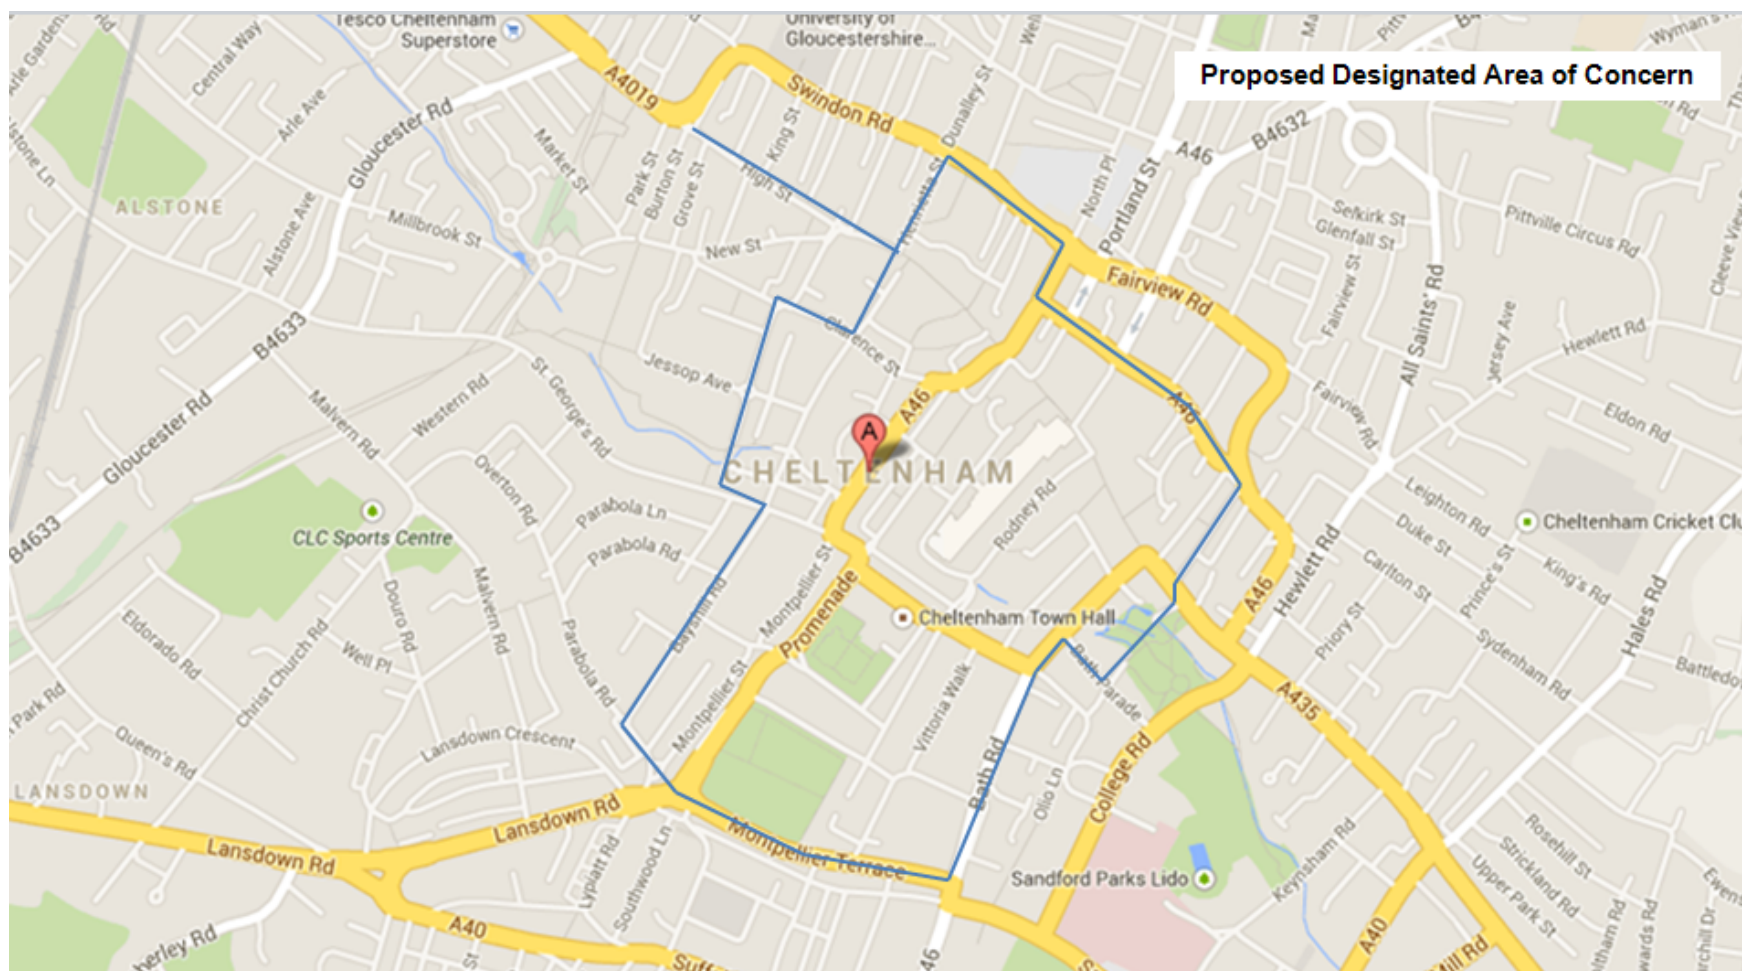 Proposed Designated Area of Concern
Tesco Cheltenham
Superstore
University of
Gloucestershire...
Central Way
Arle Ave
A4019
Swindon Rd
Dunalley St
B4632
A46
Gloucester Rd
Market St
King St
Park St
Burton St
Grove St
High St
Henrietta St
North Pl
Portland St
Selkirk St
Glenfall St
Pittville Circus Rd
ALSTONE
Alstone Ave
Millbrook St
New St
Fairview Rd
Fairview St
All Saints' Rd
Hewlett Rd
B4633
Clarence St
Jessop Ave
St. George's Rd
Western Rd
Malvern Rd
A46
A46
Fairview Rd
Eldon Rd
Gloucester Rd
CHELTENHAM
A
Overton Rd
Parabola Ln
Parabola Rd
Rodney Rd
Leighton Rd
Duke St
Cheltenham Cricket Clu
CLC Sports Centre
B4633
Montpellier St
Promenade
Bayshill Rd
Cheltenham Town Hall
A46
Hewlett Rd
Carlton St
Prince's St
King's Rd
Hales Rd
Douro Rd
Malvern Rd
Eldorado Rd
Well Pl
Christ Church Rd
Parabola Rd
Montpellier St
Vittoria Walk
Bath Parade
Priory St
Sydenham Rd
Park Rd
Queen's Rd
Lansdown Crescent
A435
LANSDOWN
Lansdown Rd
Lansdown Rd
Montpellier Terrace
Bath Rd
Olio Ln
College Rd
Rosehill St
Strickland Rd
Upper Park St
Lypiatt Rd
Southwood Ln
Sandford Parks Lido
Keynsham Rd
A40
A40